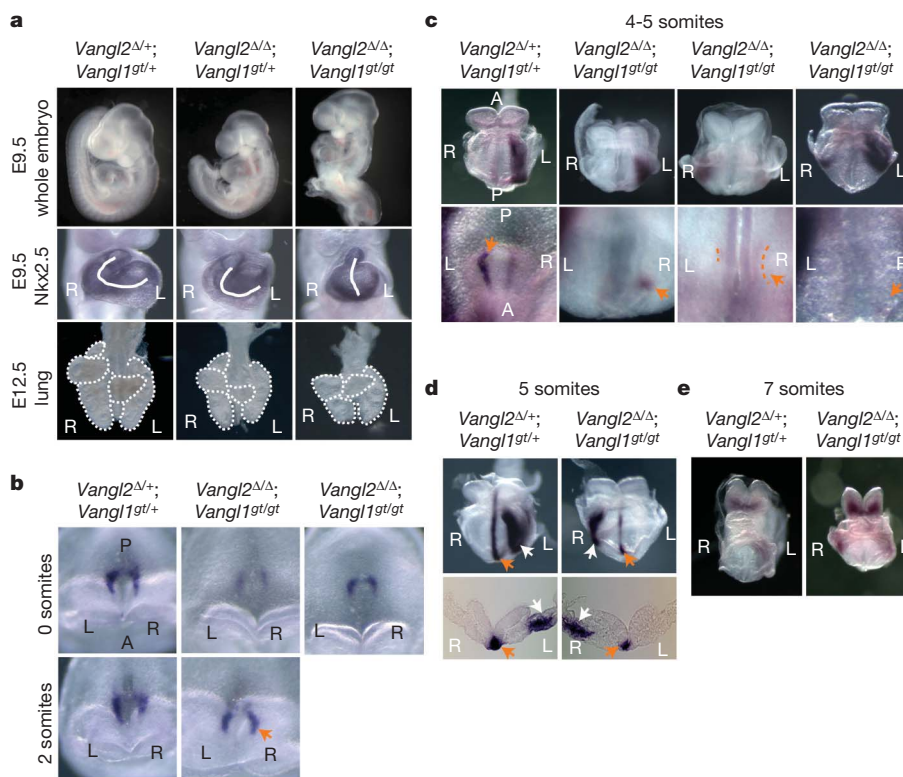 a
Vangl2Δ/+;
Vangl1gt/+
Vangl2Δ/Δ;
Vangl1gt/+
Vangl2Δ/Δ;
Vangl1gt/gt
E9.5
whole embryo
E9.5
Nkx2.5
R
L
R
L
R
L
E12.5
lung
R
L
R
L
R
L
b
Vangl2Δ/+;
Vangl1gt/+
Vangl2Δ/Δ;
Vangl1gt/gt
Vangl2Δ/Δ;
Vangl1gt/gt
0 somites
P
L
R
A
L
R
L
R
2 somites
L
R
L
R
c
4-5 somites
Vangl2Δ/+;
Vangl1gt/+
Vangl2Δ/Δ;
Vangl1gt/gt
Vangl2Δ/Δ;
Vangl1gt/gt
Vangl2Δ/Δ;
Vangl1gt/gt
A
R
L
P
R
L
R
L
R
L
P
L
R
A
L
R
L
R
L
R
d
5 somites
Vangl2Δ/+;
Vangl1gt/+
Vangl2Δ/Δ;
Vangl1gt/gt
R
L
R
L
R
L
R
L
e
7 somites
Vangl2Δ/+;
Vangl1gt/+
Vangl2Δ/Δ;
Vangl1gt/gt
R
L
R
L